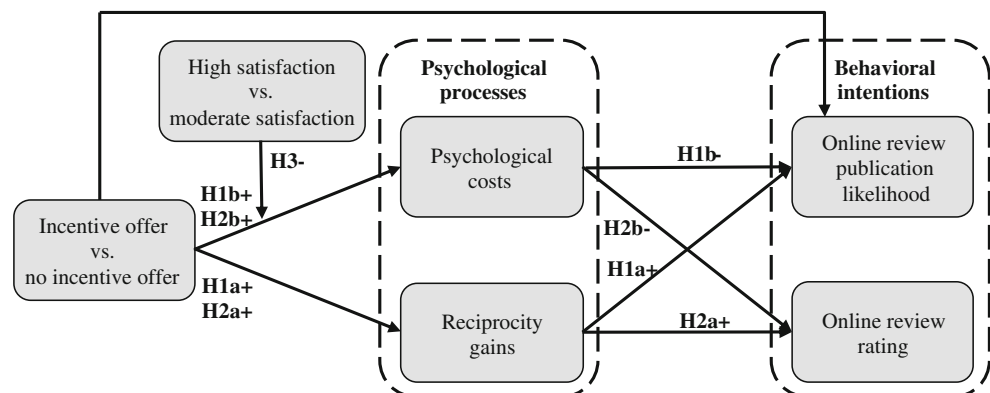 High satisfaction
vs.
moderate satisfaction
Psychological
processes
Behavioral
intentions
H3-
Psychological
costs
H1b-
Online review
publication
likelihood
H1b+
H2b+
Incentive offer
vs.
no incentive offer
H2b-
H1a+
H1a+
H2a+
Reciprocity
gains
H2a+
Online review
rating